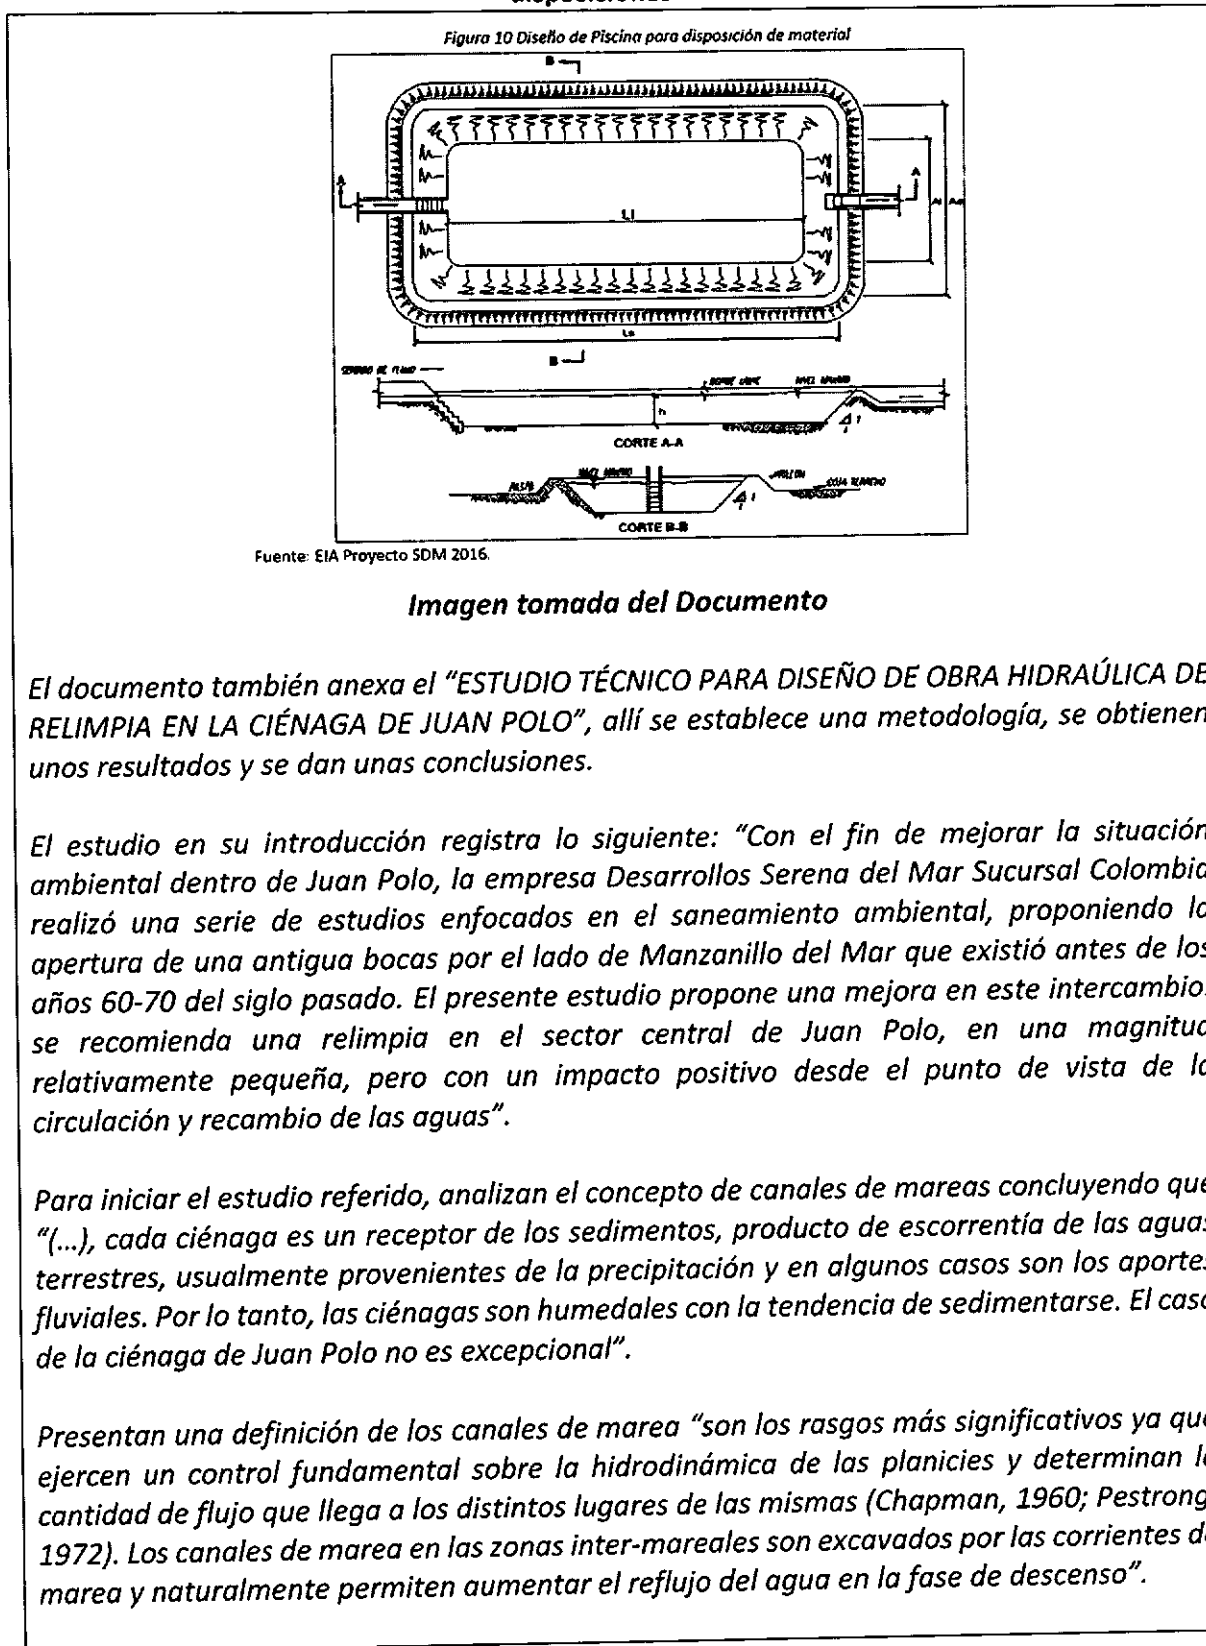 Figura 10 Diseño de Piscina para disposición de material
B
A
A
Li
Ls
B
h
1
CORTE A-A
1
CORTE B-B
Fuente: EIA Proyecto SDM 2016.
Imagen tomada del Documento
El documento también anexa el "ESTUDIO TÉCNICO PARA DISEÑO DE OBRA HIDRAÚLICA DE
RELIMPIA EN LA CIÉNAGA DE JUAN POLO", allí se establece una metodología, se obtienen
unos resultados y se dan unas conclusiones.
El estudio en su introducción registra lo siguiente: "Con el fin de mejorar la situación
ambiental dentro de Juan Polo, la empresa Desarrollos Serena del Mar Sucursal Colombia
realizó una serie de estudios enfocados en el saneamiento ambiental, proponiendo la
apertura de una antigua bocas por el lado de Manzanillo del Mar que existió antes de los
años 60-70 del siglo pasado. El presente estudio propone una mejora en este intercambio,
se recomienda una relimpia en el sector central de Juan Polo, en una magnitud
relativamente pequeña, pero con un impacto positivo desde el punto de vista de la
circulación y recambio de las aguas".
Para iniciar el estudio referido, analizan el concepto de canales de mareas concluyendo que
"(...), cada ciénaga es un receptor de los sedimentos, producto de escorrentía de las aguas
terrestres, usualmente provenientes de la precipitación y en algunos casos son los aportes
fluviales. Por lo tanto, las ciénagas son humedales con la tendencia de sedimentarse. El caso
de la ciénaga de Juan Polo no es excepcional".
Presentan una definición de los canales de marea "son los rasgos más significativos ya que
ejercen un control fundamental sobre la hidrodinámica de las planicies y determinan la
cantidad de flujo que llega a los distintos lugares de las mismas (Chapman, 1960; Pestrong,
1972). Los canales de marea en las zonas inter-mareales son excavados por las corrientes de
marea y naturalmente permiten aumentar el reflujo del agua en la fase de descenso".